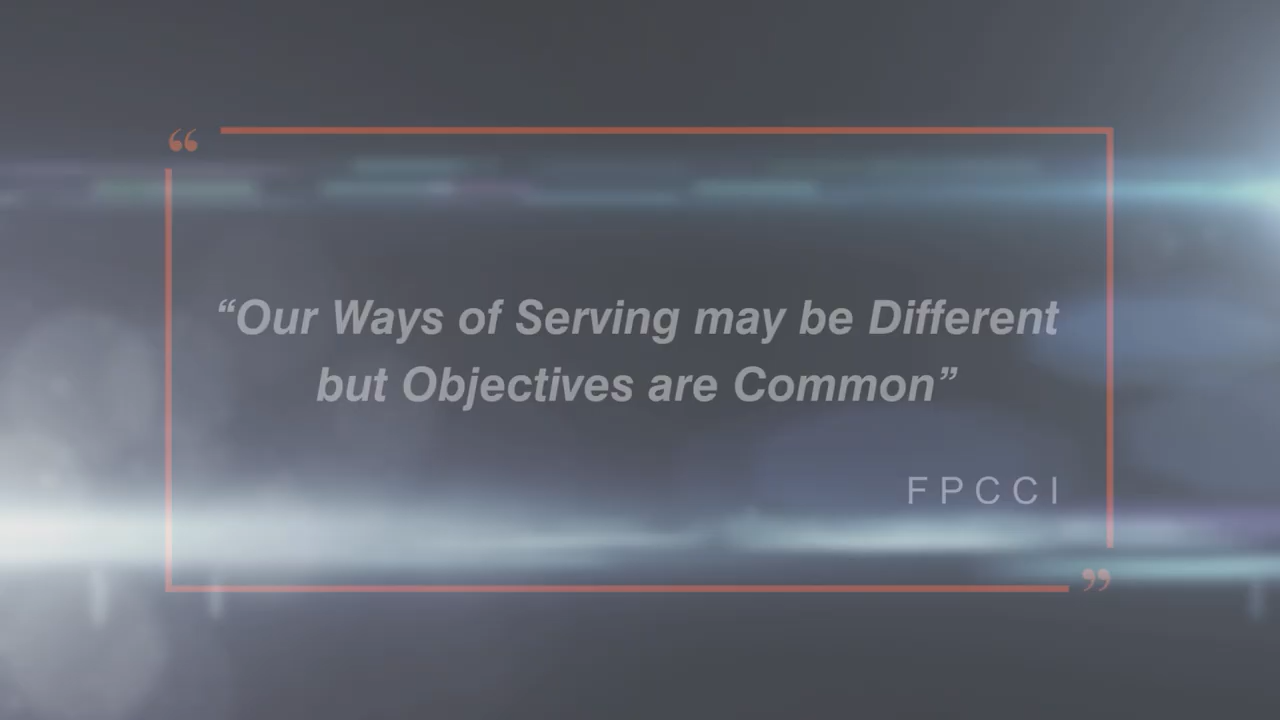 “Our Ways of Serving may be Different
but Objectives are Common”
FPCCI